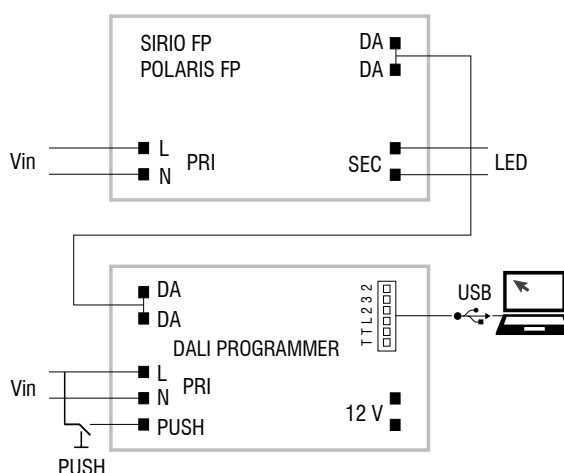 SIRIO FP
POLARIS FP
DA
DA
Vin
L
N
PRI
SEC
LED
DA
DA
TTL232
USB
DALI PROGRAMMER
Vin
L
N
PRI
PUSH
12 V
PUSH